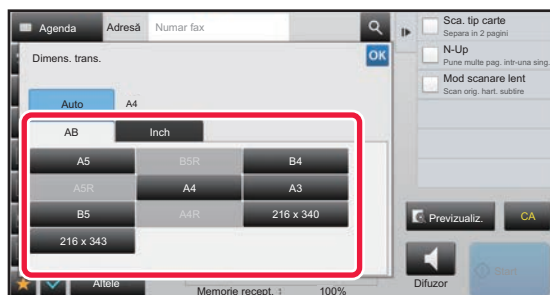 Agenda
Adresă
Numar fax
Dimens. trans.
OK
Auto
A4
AB
Inch
A5
B5R
B4
A5R
A4
A3
B5
A4R
216 x 340
216 x 343
Altele
Memorie recept. :
100%
Sca. tip carte
Separa in 2 pagini
N-Up
Pune multe pag. intr-una sing.
Mod scanare lent
Scan orig. hart. subtire
Previzualiz.
CA
Difuzor
Start